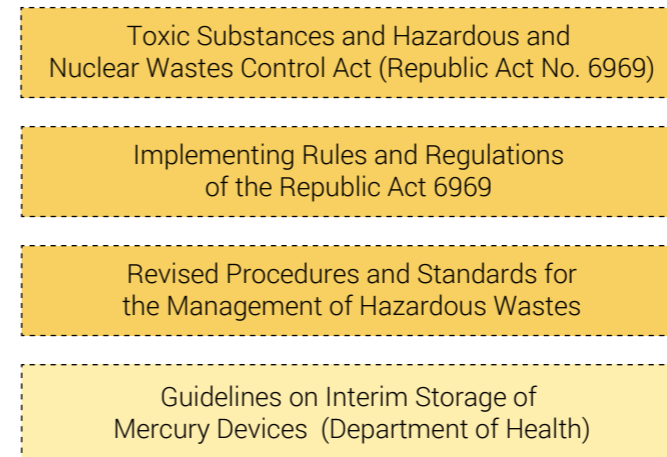 Toxic Substances and Hazardous and
Nuclear Wastes Control Act (Republic Act No. 6969)
Implementing Rules and Regulations
of the Republic Act 6969
Revised Procedures and Standards for
the Management of Hazardous Wastes
Guidelines on Interim Storage of
Mercury Devices (Department of Health)